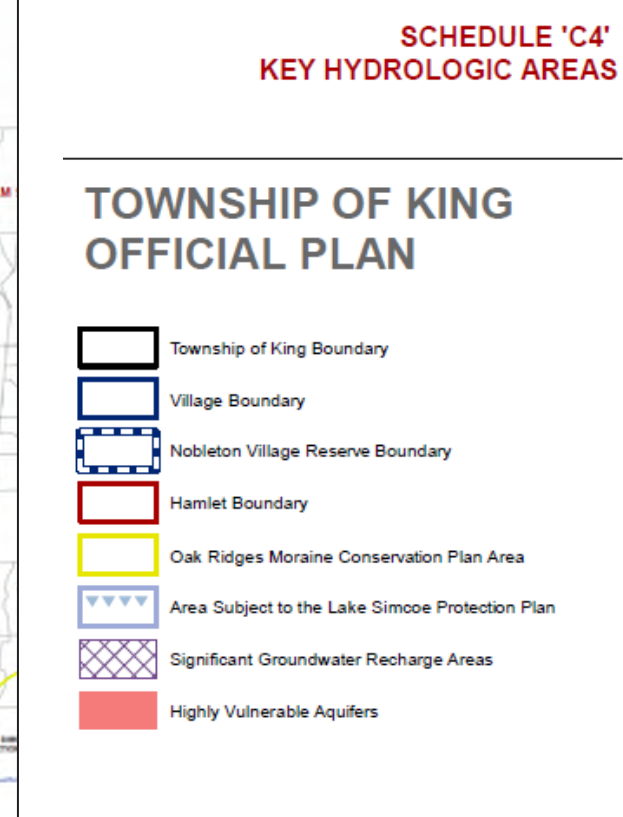 SCHEDULE 'C4'
KEY HYDROLOGIC AREAS
TOWNSHIP OF KING
OFFICIAL PLAN
Township of King Boundary
Village Boundary
Nobleton Village Reserve Boundary
Hamlet Boundary
Oak Ridges Moraine Conservation Plan Area
Area Subject to the Lake Simcoe Protection Plan
Significant Groundwater Recharge Areas
Highly Vulnerable Aquifers